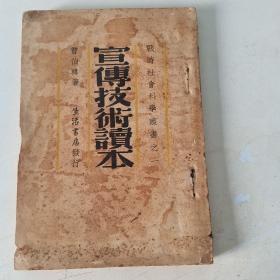 戰時社會科學叢書之二
宣傳技術讀本
曹伯韓著
生活書店發行